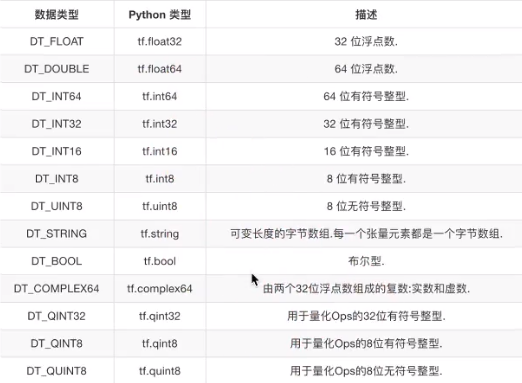 数据类型 Python 类型 描述
DT_FLOAT tf.float32 32 位浮点数.
DT_DOUBLE tf.float64 64 位浮点数.
DT_INT64 tf.int64 64 位有符号整型.
DT_INT32 tf.int32 32 位有符号整型.
DT_INT16 tf.int16 16 位有符号整型.
DT_INT8 tf.int8 8 位有符号整型.
DT_UINT8 tf.uint8 8 位无符号整型.
DT_STRING tf.string 可变长度的字节数组.每一个张量元素都是一个字节数组.
DT_BOOL tf.bool 布尔型.
DT_COMPLEX64 tf.complex64 由两个32位浮点数组成的复数:实数和虚数.
DT_QINT32 tf.qint32 用于量化Ops的32位有符号整型.
DT_QINT8 tf.qint8 用于量化Ops的8位有符号整型.
DT_QUINT8 tf.quint8 用于量化Ops的8位无符号整型.